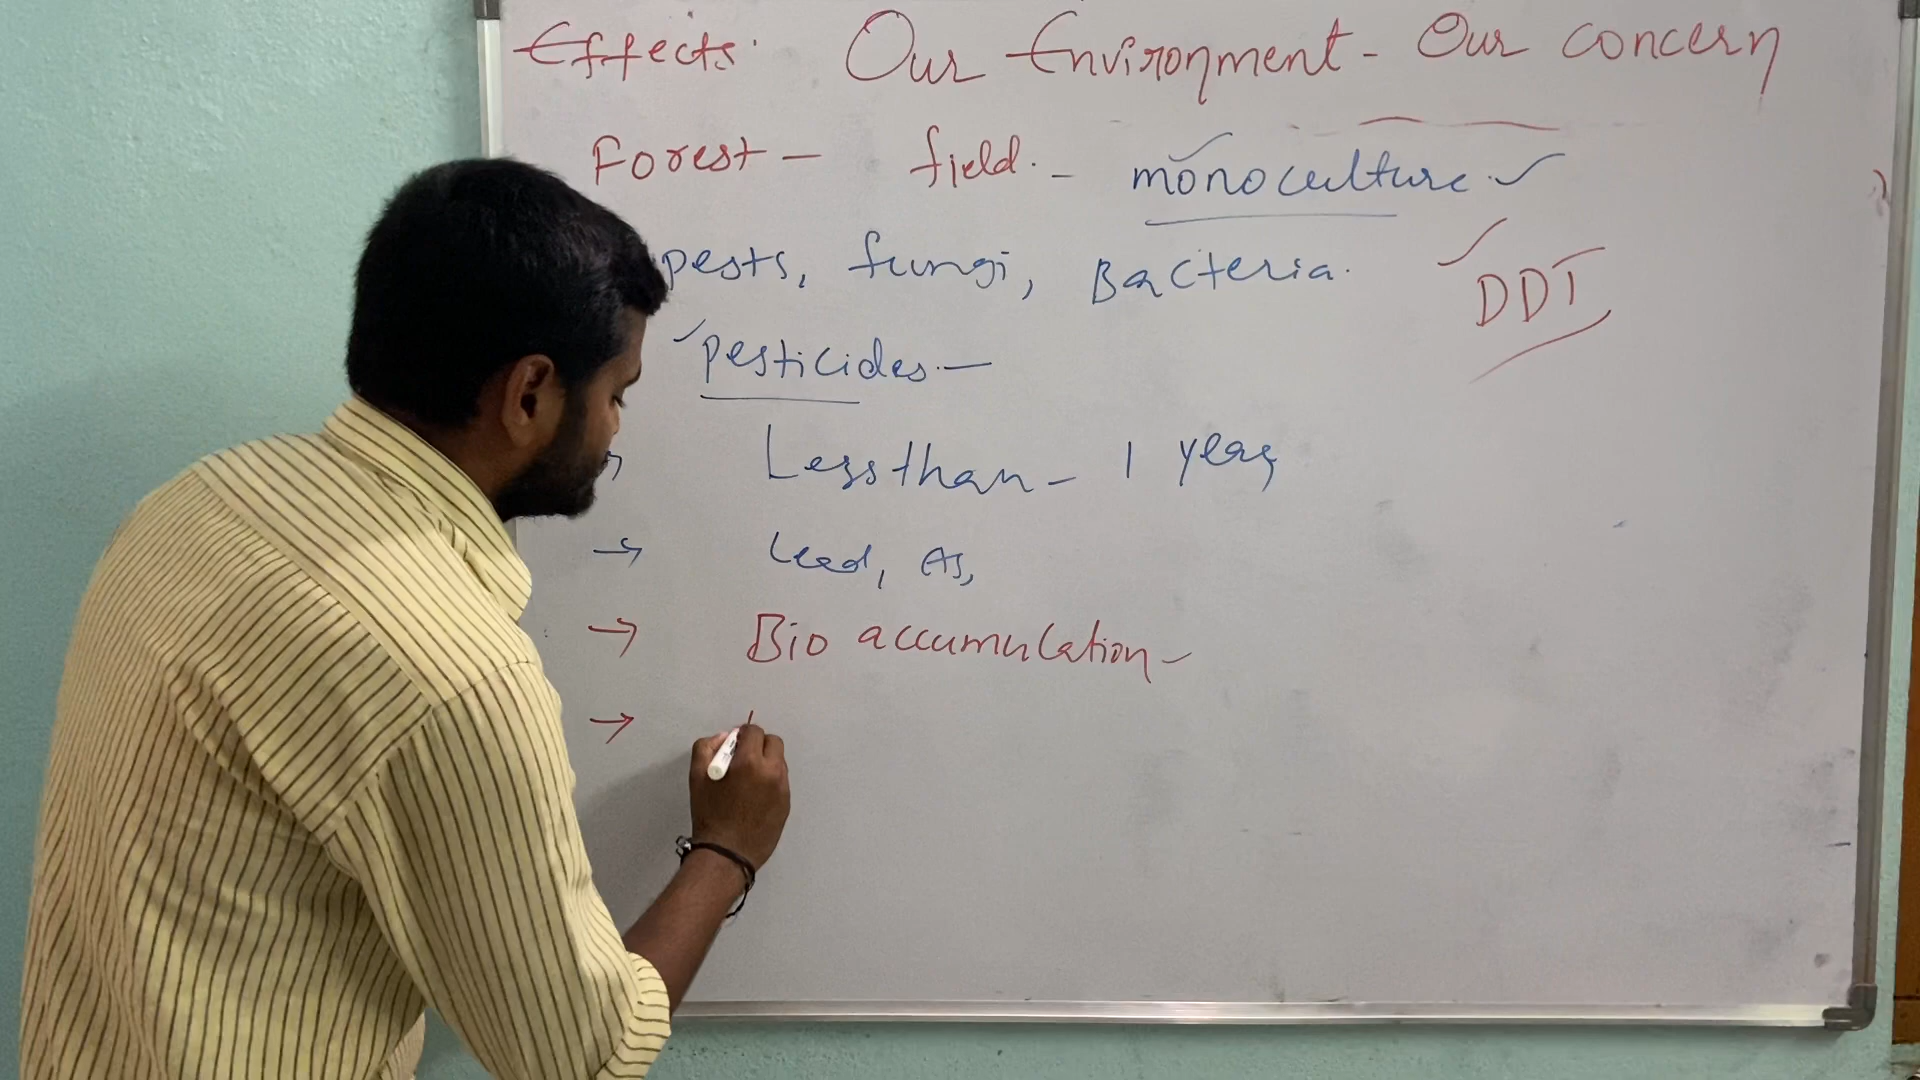 Effects. Our Environment - Our concern
Forest - field. - monoculture.
pests, fungi, Bacteria.
DDT
pesticides. -
Less than - 1 year
→ Lead, As,
→ Bio accumulation -
→